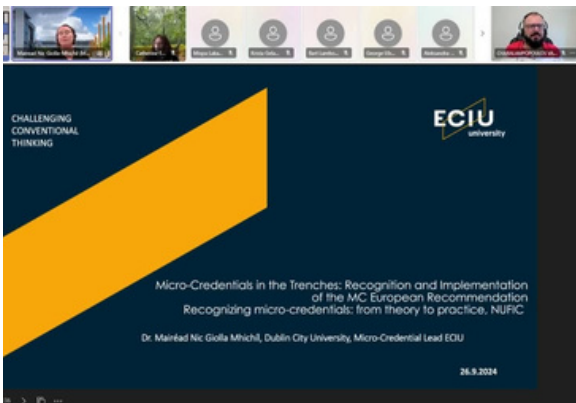 CHALLENGING
CONVENTIONAL
THINKING
ECIU
university
Micro-Credentials in the Trenches: Recognition and Implementation
of the MC European Recommendation
Recognizing micro-credentials: from theory to practice, NUFIC
Dr. Mairéad Nic Giolla Mhichíl, Dublin City University, Micro-Credential Lead ECIU
26.9.2024